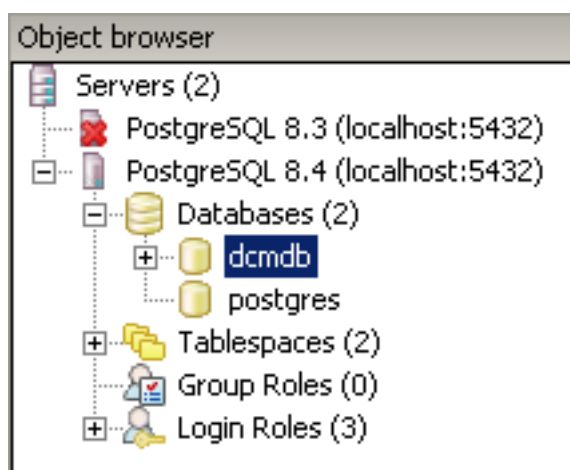 Object browser
Servers (2)
PostgreSQL 8.3 (localhost:5432)
PostgreSQL 8.4 (localhost:5432)
Databases (2)
dcmdb
postgres
Tablespaces (2)
Group Roles (0)
Login Roles (3)